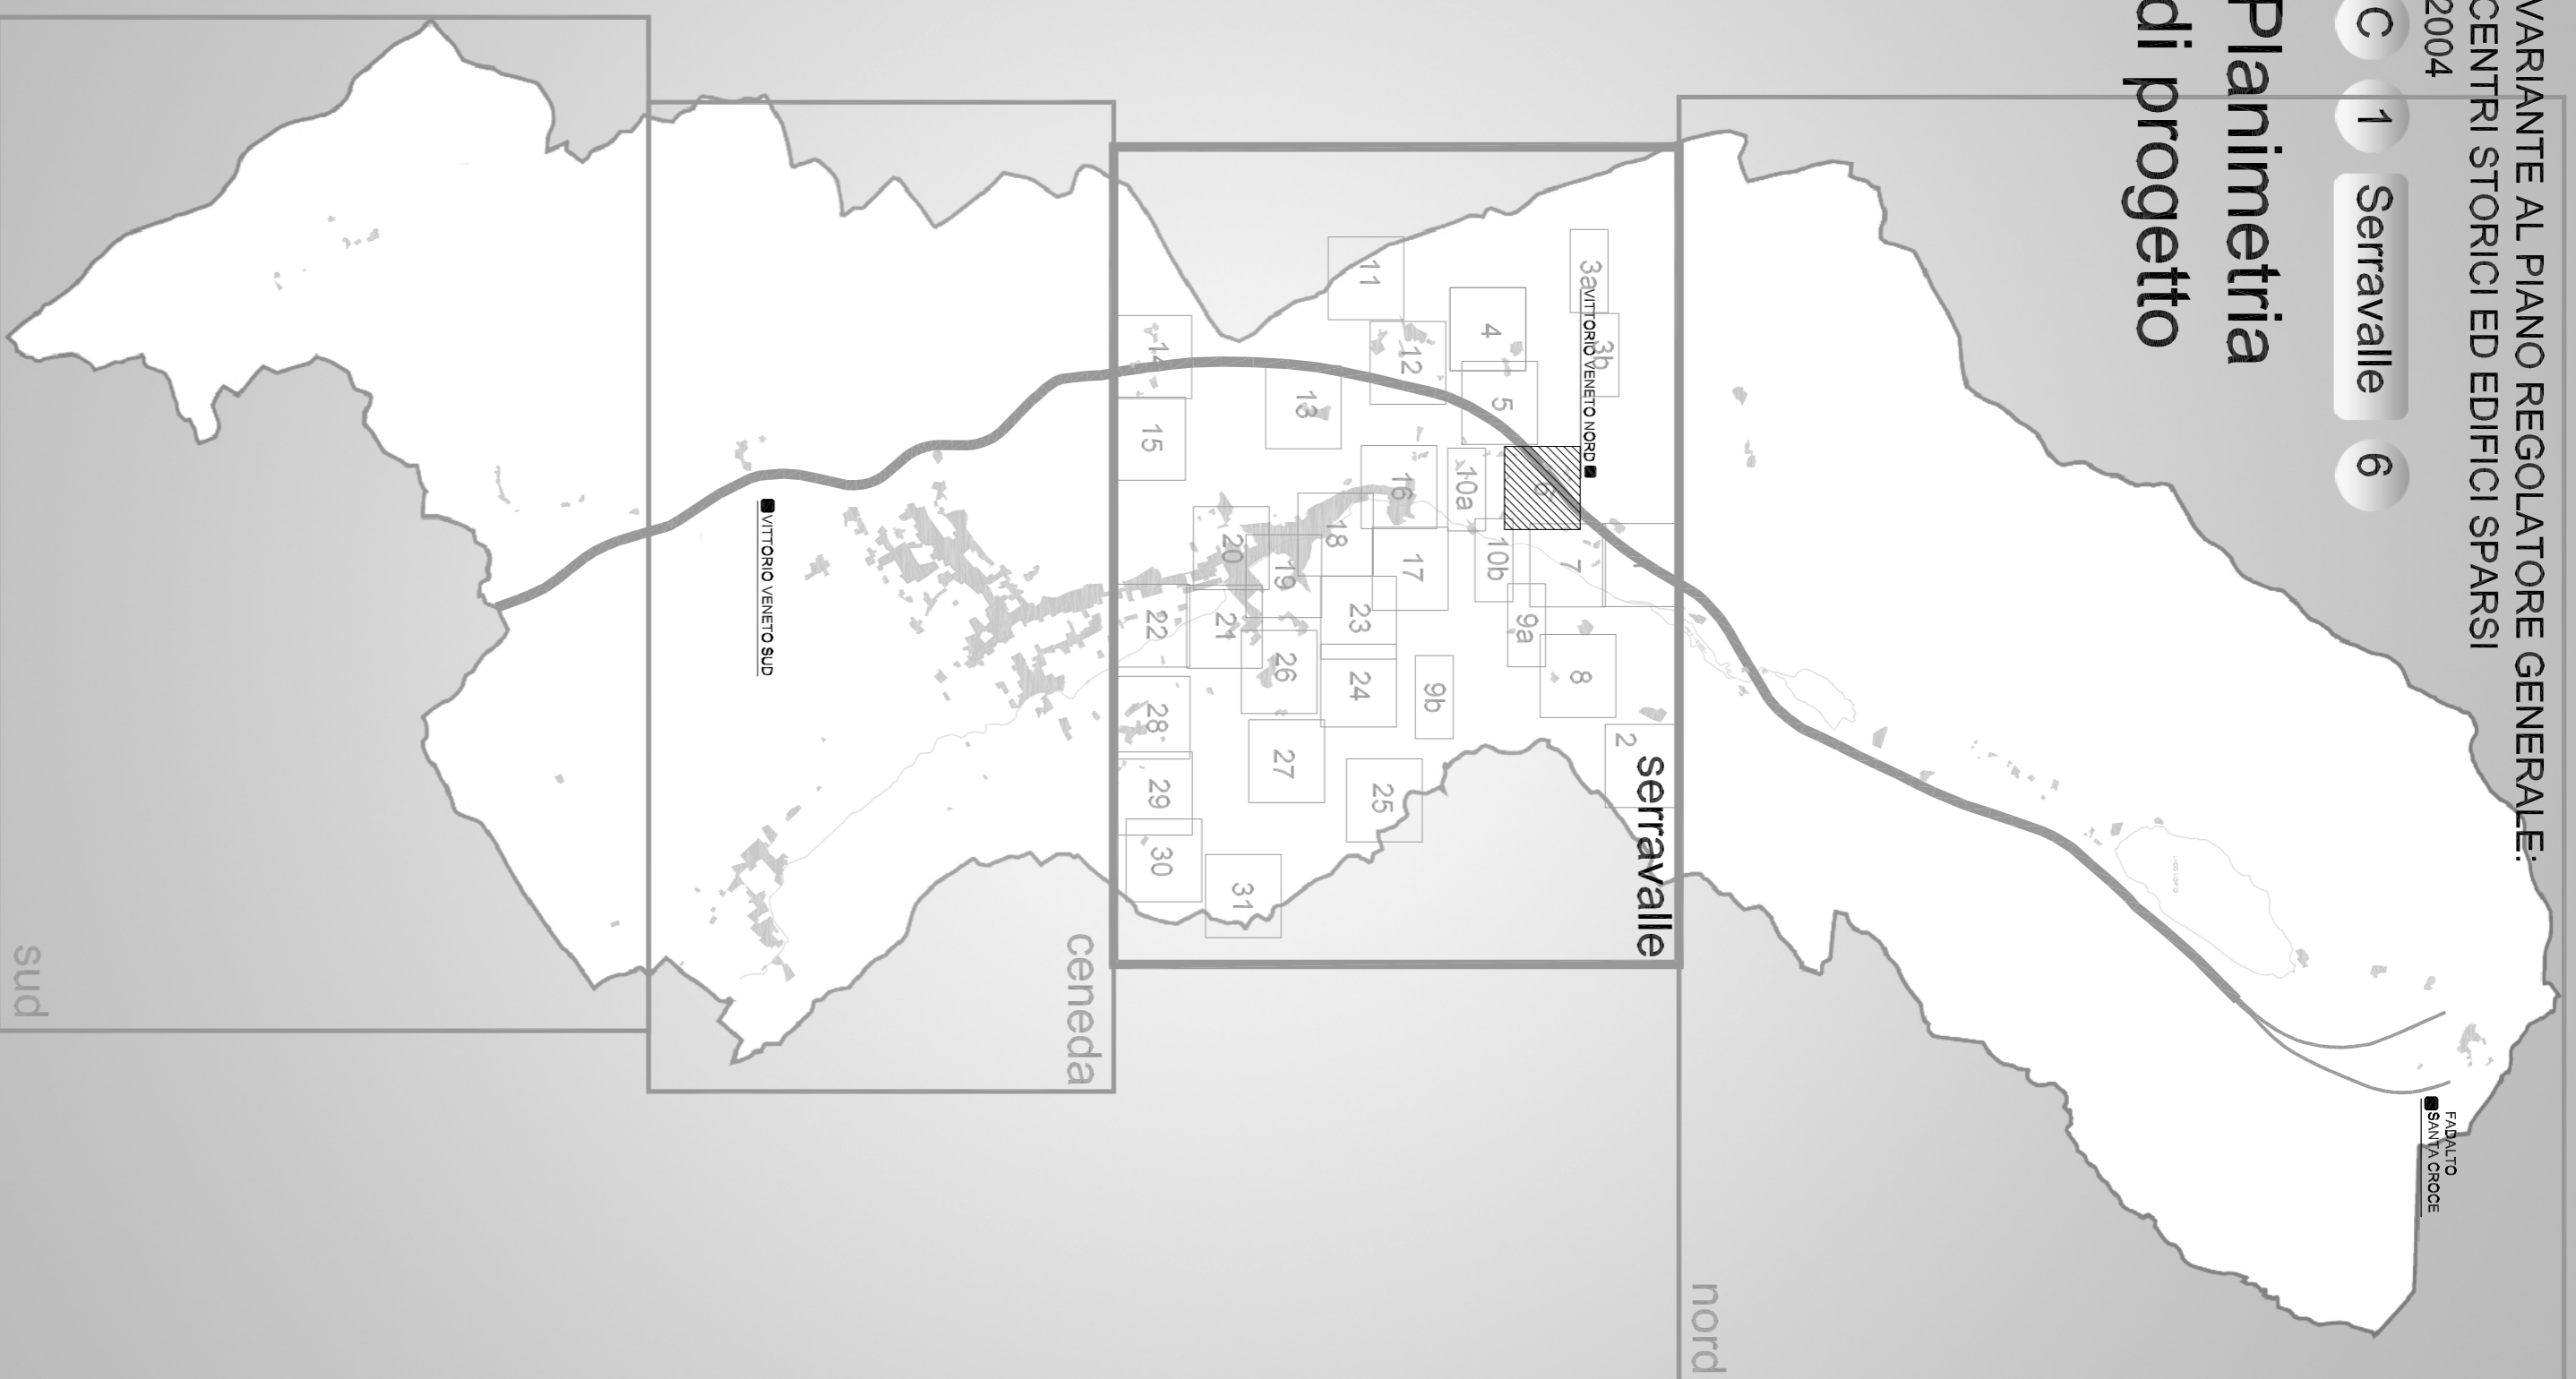 VARIANTE AL PIANO REGOLATORE GENERALE:
CENTRI STORICI ED EDIFICI SPARSI
2004
C 1 Serravalle 6
Planimetria
di progetto
FADALTO
SANTA CROCE
nord
Serravalle
2
3a
3b
VITTORIO VENETO NORD
4
5
6
7
8
9a
9b
10a
10b
11
12
13
14
15
16
17
18
19
20
21
22
23
24
25
26
27
28
29
30
31
ceneda
VITTORIO VENETO SUD
sud